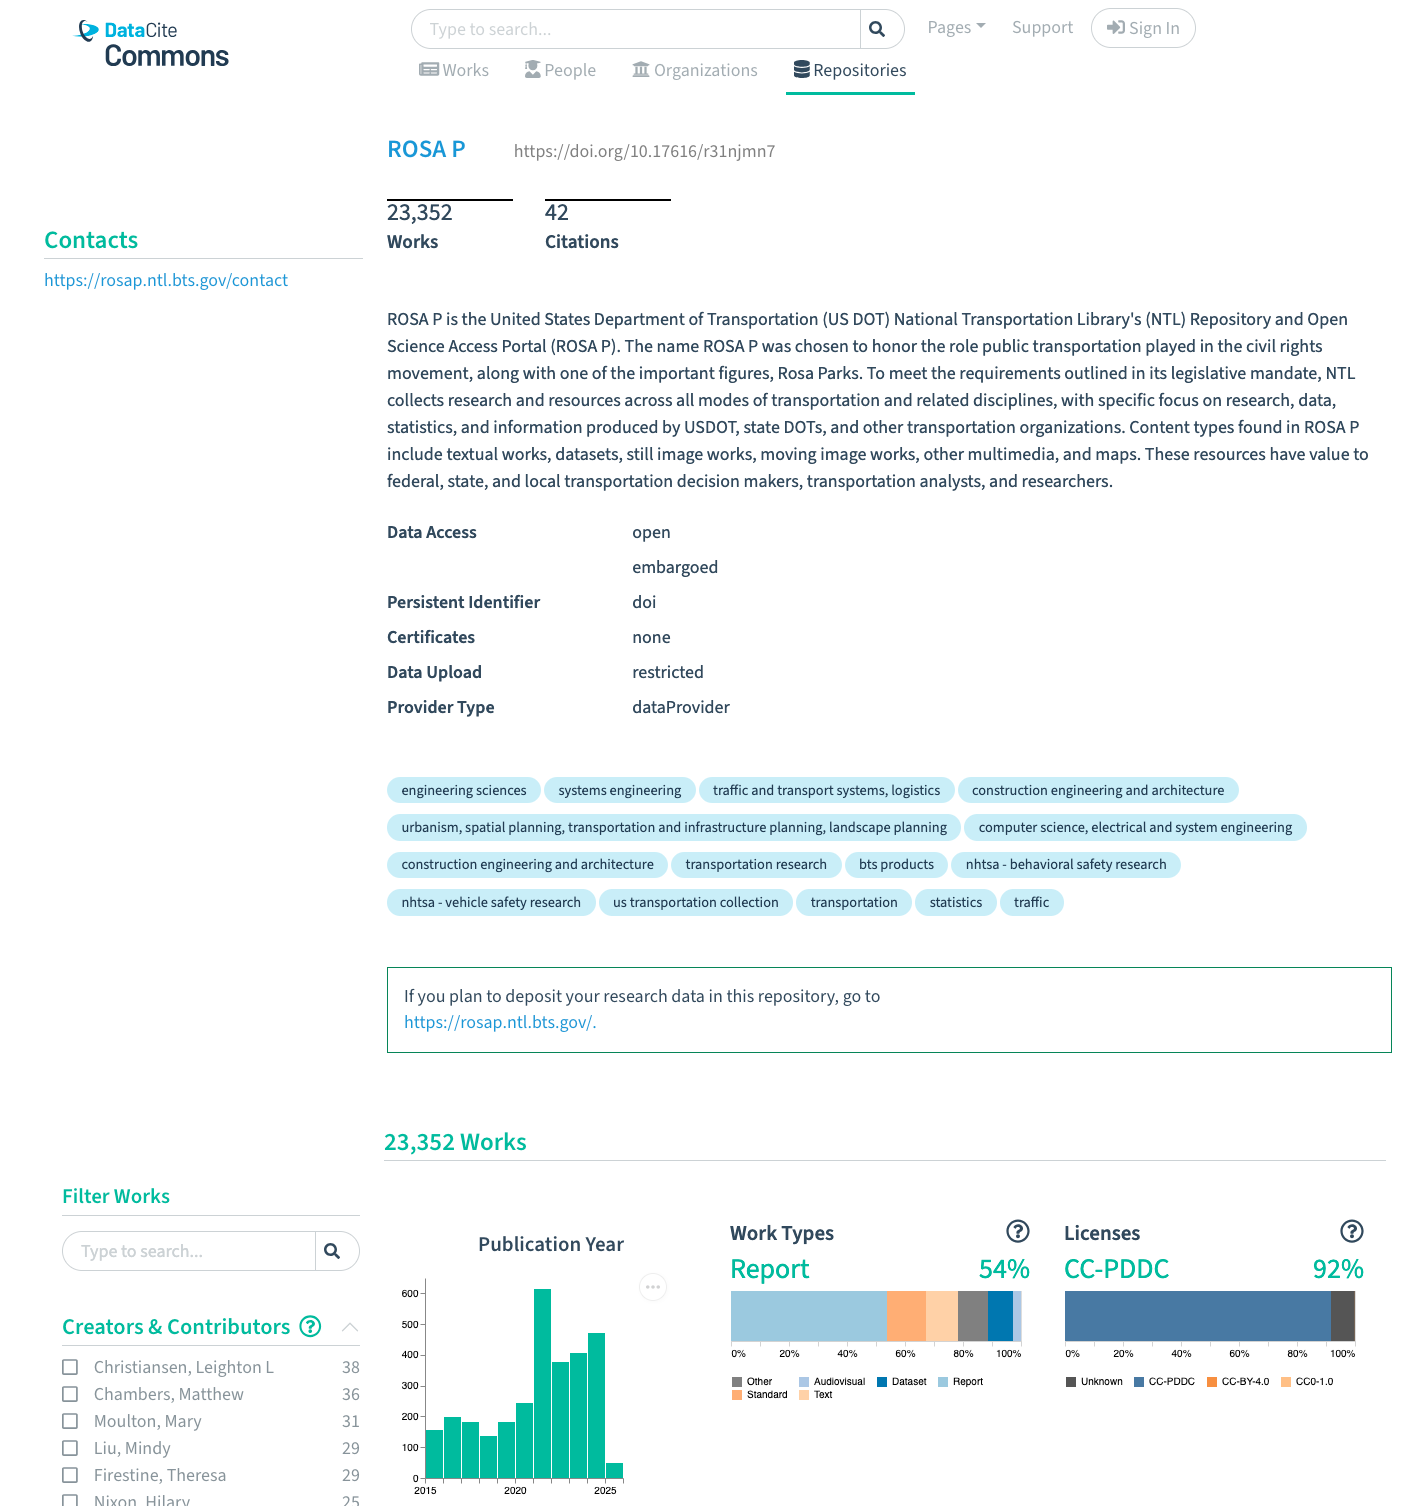 DataCite
Commons
Type to search...
Pages
Support
Sign In
Works
People
Organizations
Repositories
ROSA P
https://doi.org/10.17616/r31njmn7
23,352
Works
42
Citations
Contacts
https://rosap.ntl.bts.gov/contact
ROSA P is the United States Department of Transportation (US DOT) National Transportation Library's (NTL) Repository and Open
Science Access Portal (ROSA P). The name ROSA P was chosen to honor the role public transportation played in the civil rights
movement, along with one of the important figures, Rosa Parks. To meet the requirements outlined in its legislative mandate, NTL
collects research and resources across all modes of transportation and related disciplines, with specific focus on research, data,
statistics, and information produced by USDOT, state DOTs, and other transportation organizations. Content types found in ROSA P
include textual works, datasets, still image works, moving image works, other multimedia, and maps. These resources have value to
federal, state, and local transportation decision makers, transportation analysts, and researchers.
Data Access open
embargoed
Persistent Identifier doi
Certificates none
Data Upload restricted
Provider Type dataProvider
engineering sciences systems engineering traffic and transport systems, logistics construction engineering and architecture
urbanism, spatial planning, transportation and infrastructure planning, landscape planning computer science, electrical and system engineering
construction engineering and architecture transportation research bts products nhtsa - behavioral safety research
nhtsa - vehicle safety research us transportation collection transportation statistics traffic
If you plan to deposit your research data in this repository, go to
https://rosap.ntl.bts.gov/.
23,352 Works
Filter Works
Type to search...
Creators & Contributors ?
Christiansen, Leighton L 38
Chambers, Matthew 36
Moulton, Mary 31
Liu, Mindy 29
Firestine, Theresa 29
Nixon, Hilary 25
Publication Year
600
500
400
300
200
100
0
2015 2020 2025
Work Types ?
Report 54%
0% 20% 40% 60% 80% 100%
Other Audiovisual Dataset Report
Standard Text
Licenses ?
CC-PDDC 92%
0% 20% 40% 60% 80% 100%
Unknown CC-PDDC CC-BY-4.0 CC0-1.0